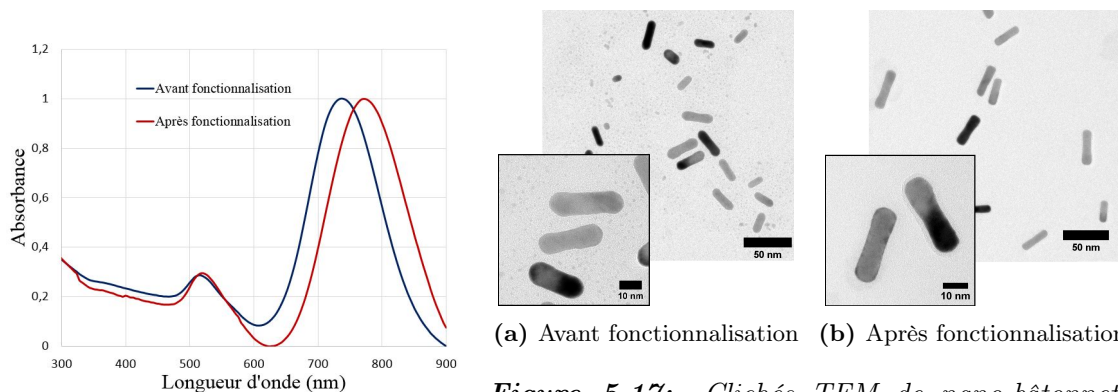 1,2
1
0,8
0,6
0,4
0,2
0
Absorbance
Avant fonctionnalisation
Après fonctionnalisation
300 400 500 600 700 800 900
Longueur d'onde (nm)
50 nm
10 nm
50 nm
10 nm
(a) Avant fonctionnalisation (b) Après fonctionnalisation
Figure 5.17: Clichés TEM de nano-bâtonnets